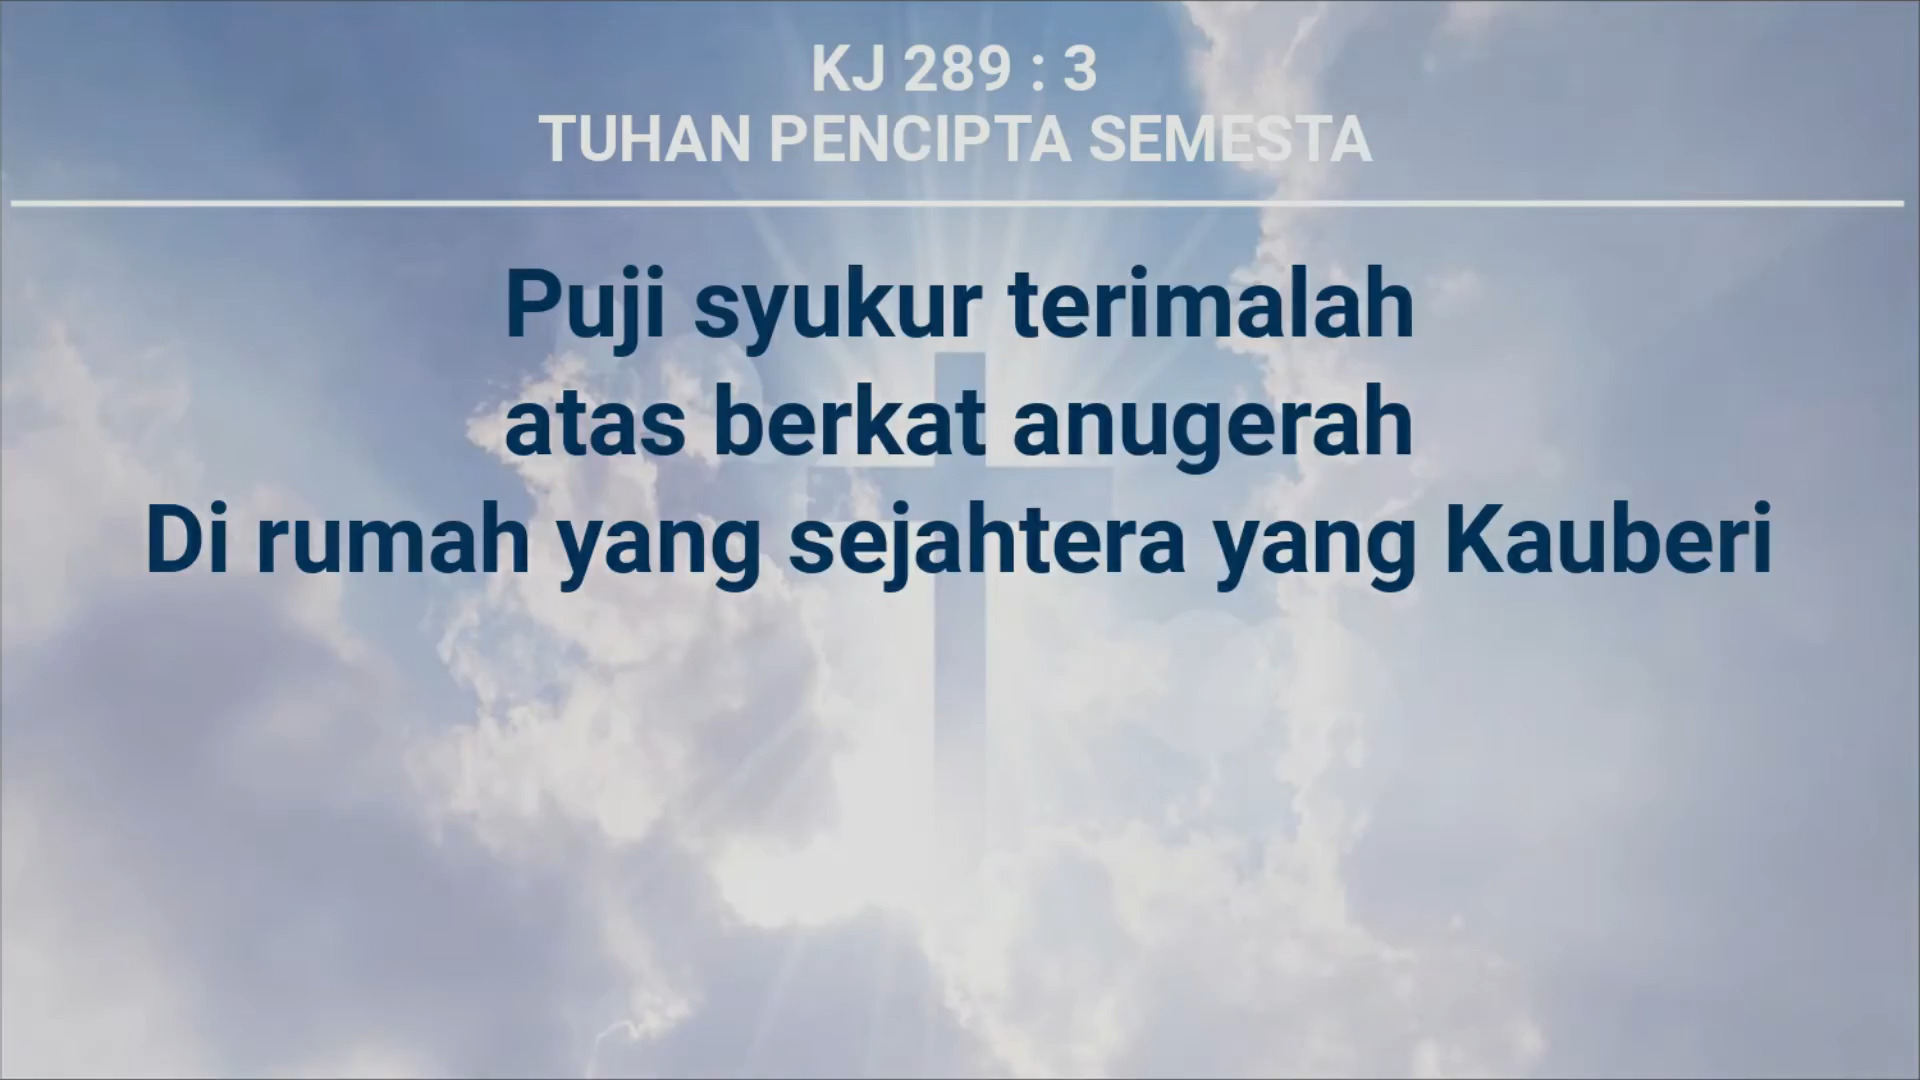 KJ 289 : 3
TUHAN PENCIPTA SEMESTA
Puji syukur terimalah
atas berkat anugerah
Di rumah yang sejahtera yang Kauberi